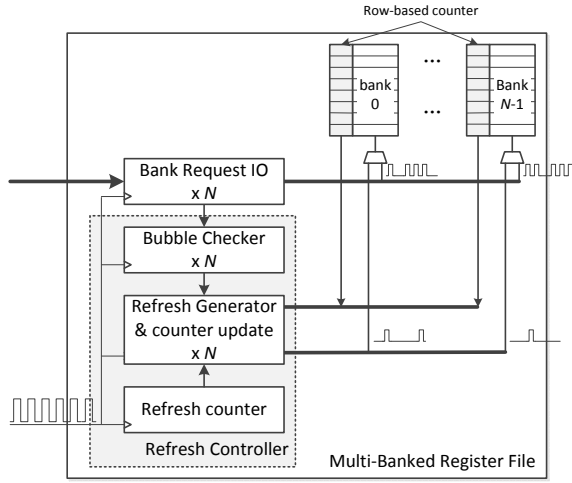 Row-based counter
bank
0
...
Bank
N-1
...
Bank Request IO
x N
Bubble Checker
x N
Refresh Generator
& counter update
x N
Refresh counter
Refresh Controller
Multi-Banked Register File